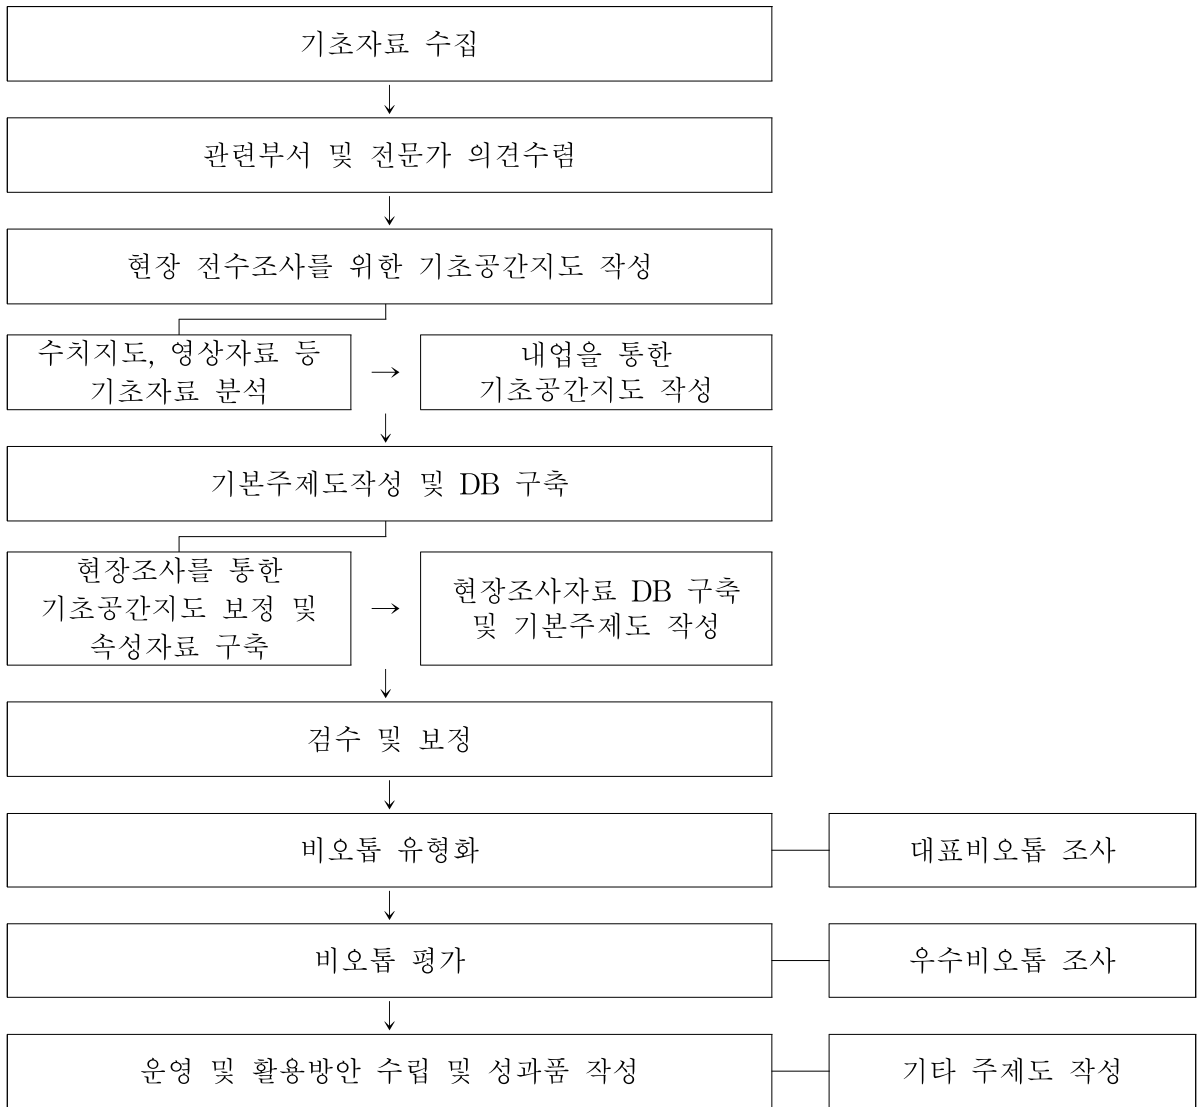 기초자료 수집
관련부서 및 전문가 의견수렴
현장 전수조사를 위한 기초공간지도 작성
수치지도, 영상자료 등
기초자료 분석
내업을 통한
기초공간지도 작성
기본주제도작성 및 DB 구축
현장조사를 통한
기초공간지도 보정 및
속성자료 구축
현장조사자료 DB 구축
및 기본주제도 작성
검수 및 보정
비오톱 유형화
대표비오톱 조사
비오톱 평가
우수비오톱 조사
운영 및 활용방안 수립 및 성과품 작성
기타 주제도 작성